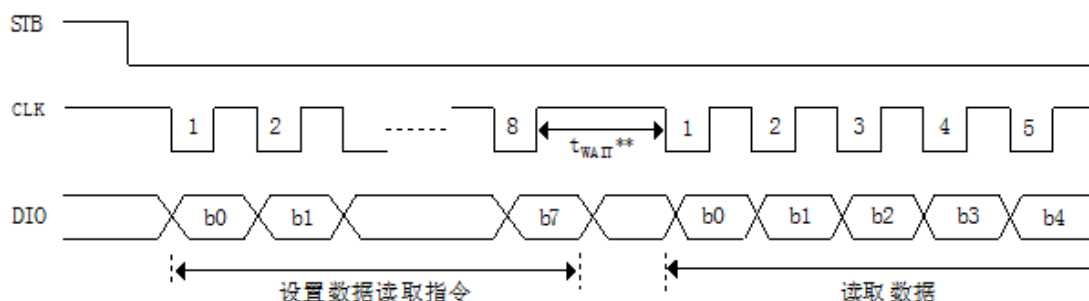 STB
CLK 1 2 8 1 2 3 4 5
tWAIT**
DIO b0 b1 b7 b0 b1 b2 b3 b4
设置数据读取指令 读取数据